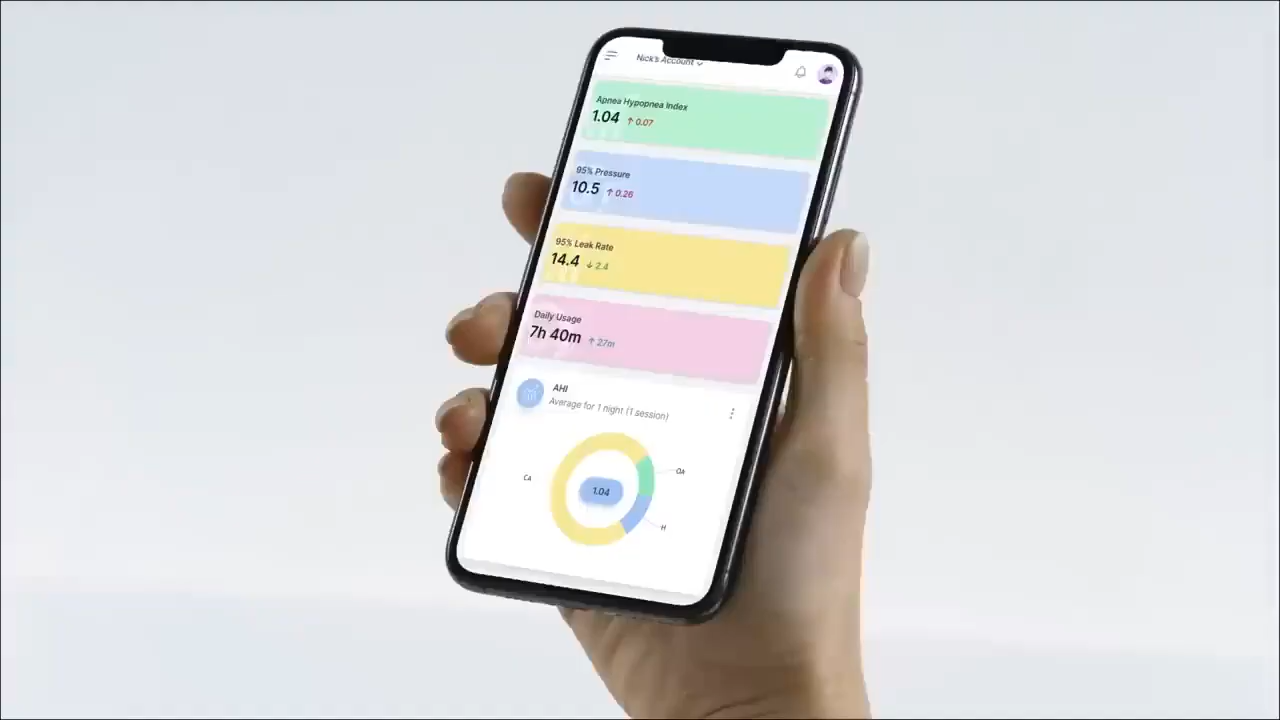 Nick's Account
Apnea Hypopnea Index
1.04 ↑ 0.07
95% Pressure
10.5 ↑ 0.26
95% Leak Rate
14.4 ↓ 2.4
Daily Usage
7h 40m ↑ 27m
AHI
Average for 1 night (1 session)
OA
CA
1.04
H